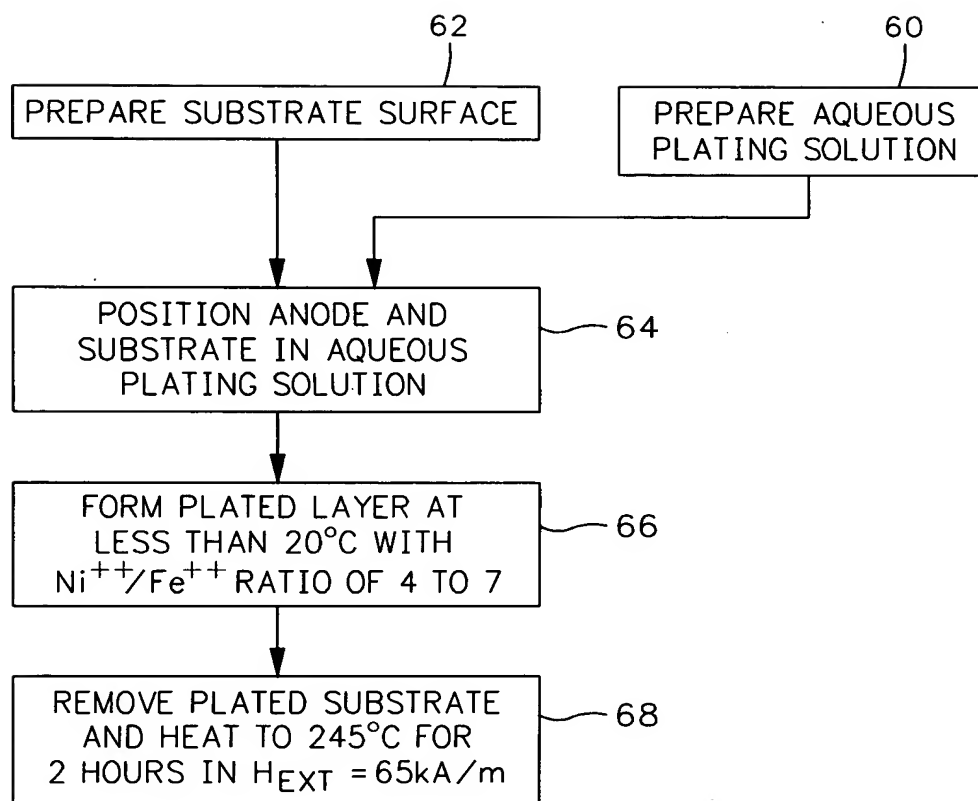 62
60
PREPARE SUBSTRATE SURFACE
PREPARE AQUEOUS
PLATING SOLUTION
POSITION ANODE AND
SUBSTRATE IN AQUEOUS
PLATING SOLUTION
64
FORM PLATED LAYER AT
LESS THAN 20°C WITH
Ni⁺⁺/Fe⁺⁺ RATIO OF 4 TO 7
66
REMOVE PLATED SUBSTRATE
AND HEAT TO 245°C FOR
2 HOURS IN H_EXT = 65kA/m
68